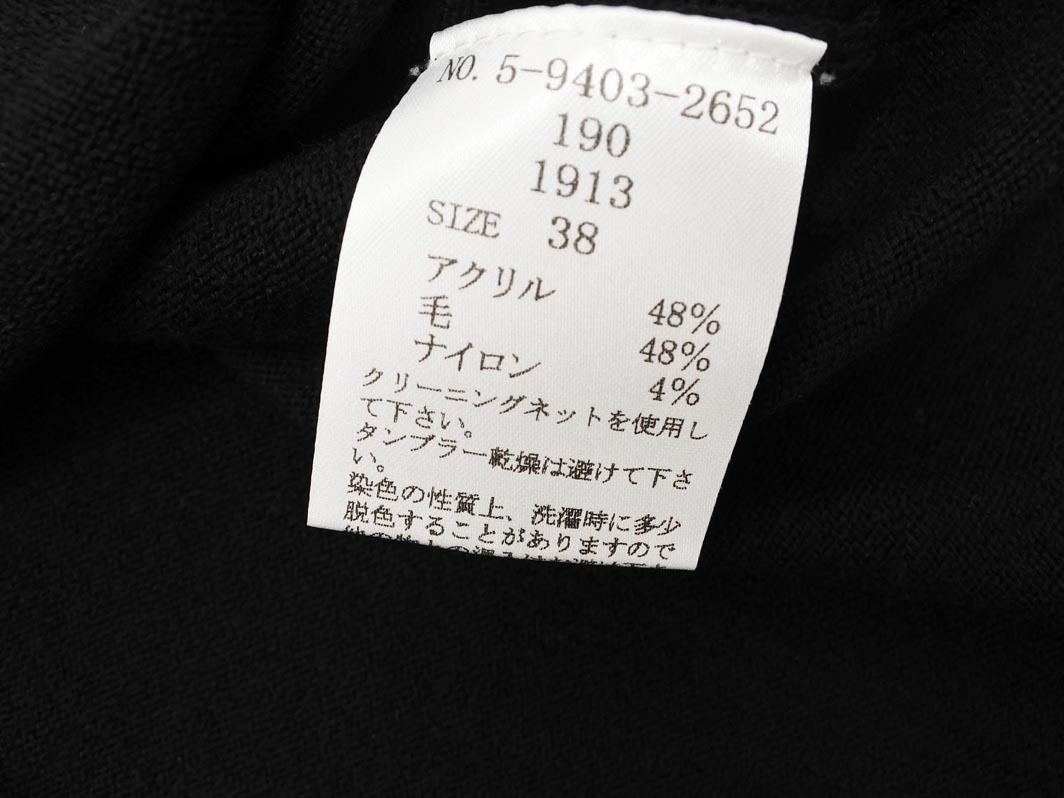 NO. 5-9403-2652
190
1913
SIZE 38
アクリル 48%
毛 48%
ナイロン 4%
クリーニングネットを使用し
て下さい。
タンブラー乾燥は避けて下さ
い。
染色の性質上、洗濯時に多少
脱色することがありますので